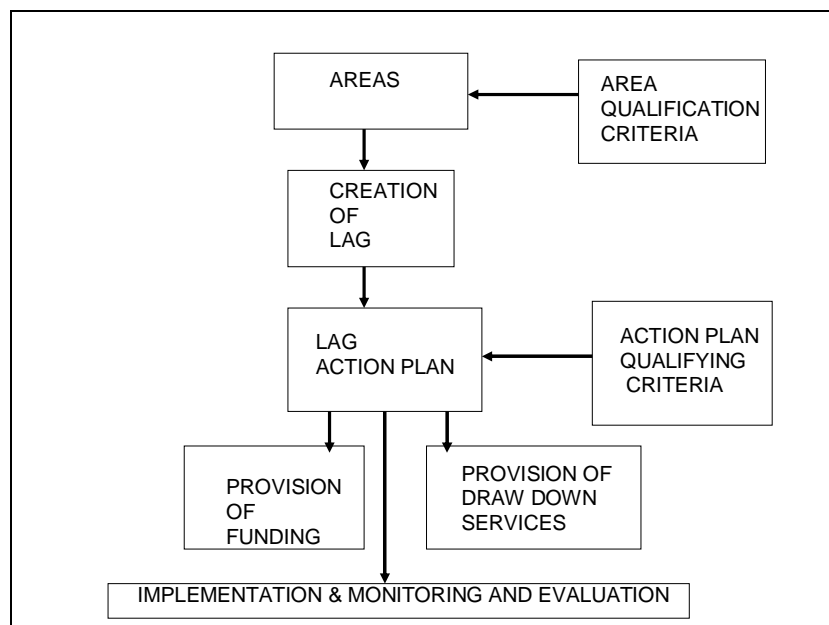 AREAS
AREA
QUALIFICATION
CRITERIA
CREATION
OF
LAG
LAG
ACTION PLAN
ACTION PLAN
QUALIFYING
CRITERIA
PROVISION
OF
FUNDING
PROVISION OF
DRAW DOWN
SERVICES
IMPLEMENTATION & MONITORING AND EVALUATION